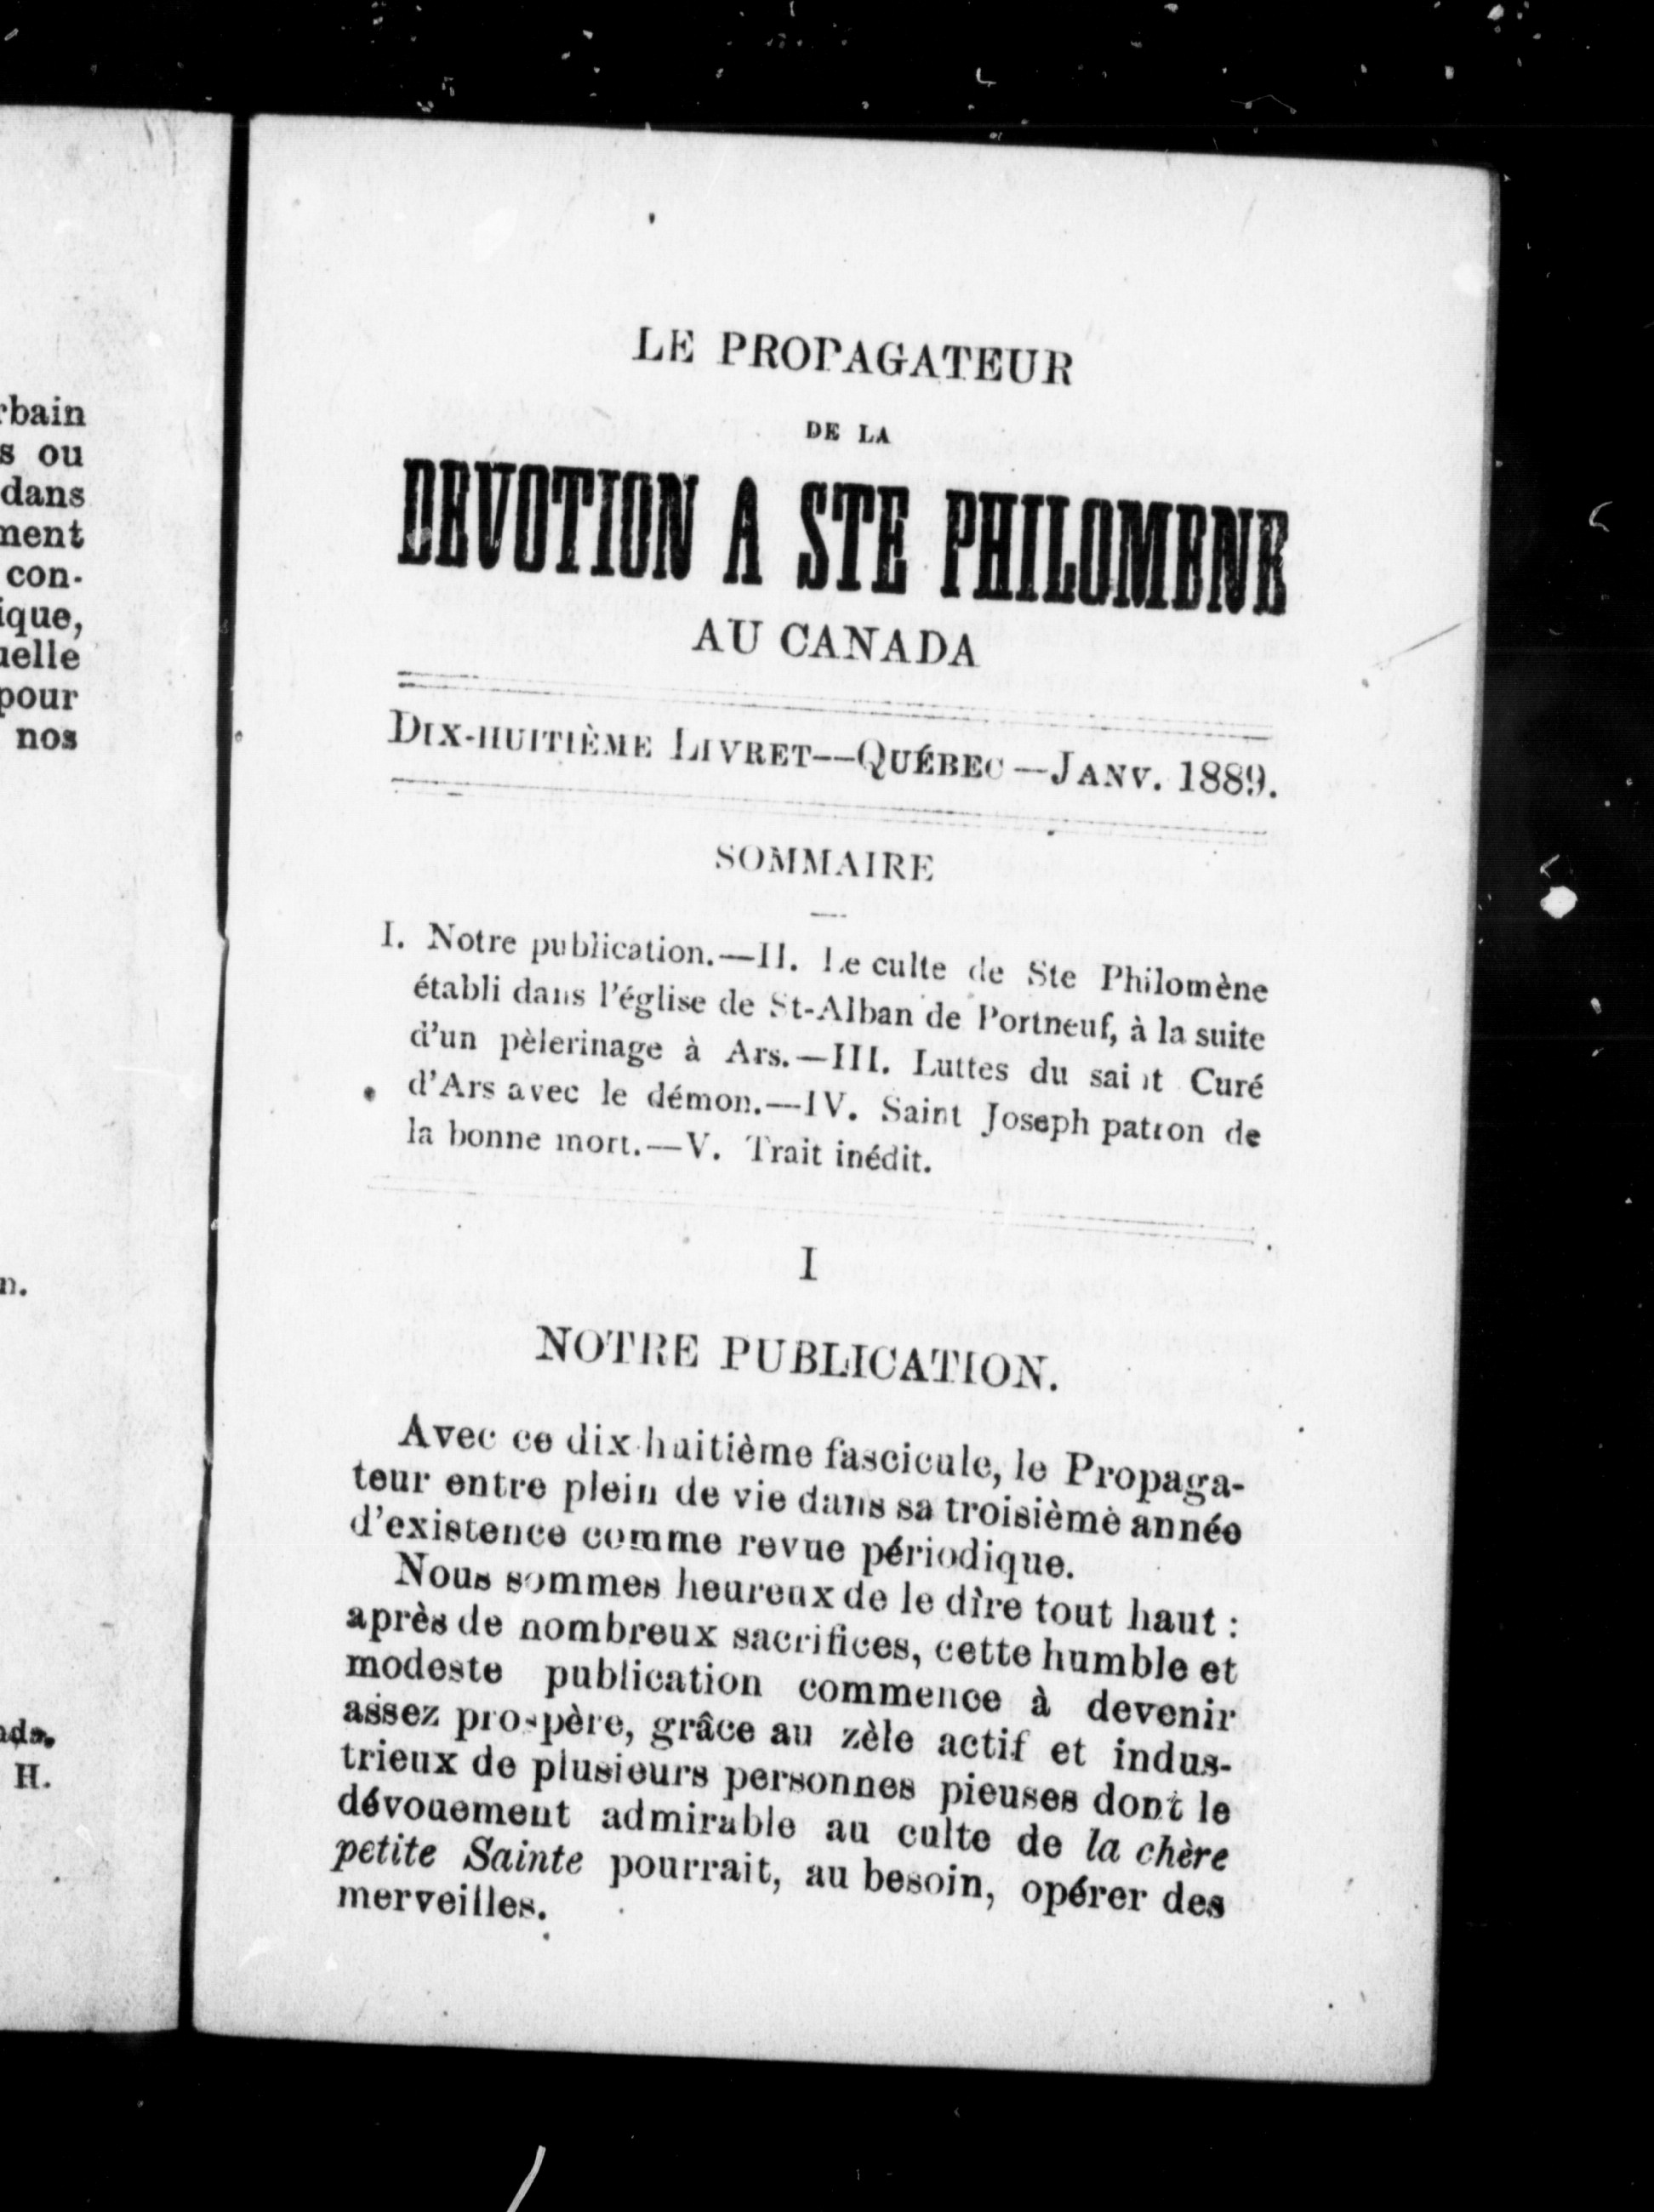 rbain
s ou
dans
ment
con-
ique,
uelle
pour
nos
n.
nds.
H.
LE PROPAGATEUR
DE LA
DEVOTION A STE PHILOMENE
AU CANADA
DIX-HUITIÈME LIVRET—QUÉBEC—JANV. 1889.
SOMMAIRE
I. Notre publication.—II. Le culte de Ste Philomène
établi dans l'église de St-Alban de Portneuf, à la suite
d'un pèlerinage à Ars.—III. Luttes du saint Curé
d'Ars avec le démon.—IV. Saint Joseph patron de
la bonne mort.—V. Trait inédit.
I
NOTRE PUBLICATION.
Avec ce dix-huitième fascicule, le Propaga-
teur entre plein de vie dans sa troisième année
d'existence comme revue périodique.
Nous sommes heureux de le dire tout haut :
après de nombreux sacrifices, cette humble et
modeste publication commence à devenir
assez prospère, grâce au zèle actif et indus-
trieux de plusieurs personnes pieuses dont le
dévouement admirable au culte de la chère
petite Sainte pourrait, au besoin, opérer des
merveilles.